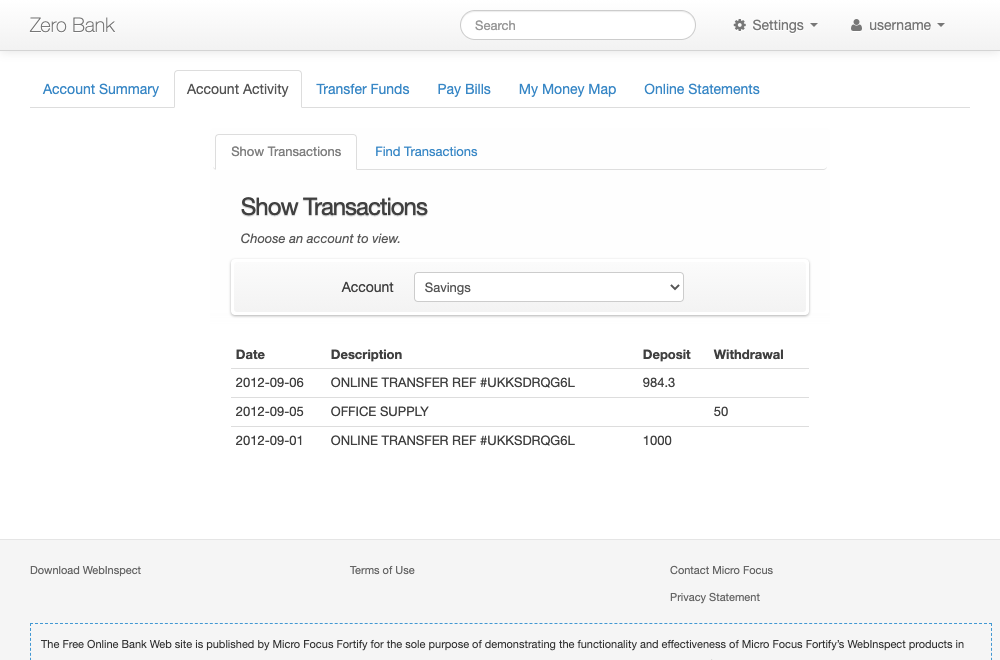 Zero Bank
Search
Settings
username
Account Summary
Account Activity
Transfer Funds
Pay Bills
My Money Map
Online Statements
Show Transactions
Find Transactions
Show Transactions
Choose an account to view.
Account Savings
Date Description Deposit Withdrawal
2012-09-06 ONLINE TRANSFER REF #UKKSDRQG6L 984.3
2012-09-05 OFFICE SUPPLY 50
2012-09-01 ONLINE TRANSFER REF #UKKSDRQG6L 1000
Download WebInspect
Terms of Use
Contact Micro Focus
Privacy Statement
The Free Online Bank Web site is published by Micro Focus Fortify for the sole purpose of demonstrating the functionality and effectiveness of Micro Focus Fortify's WebInspect products in